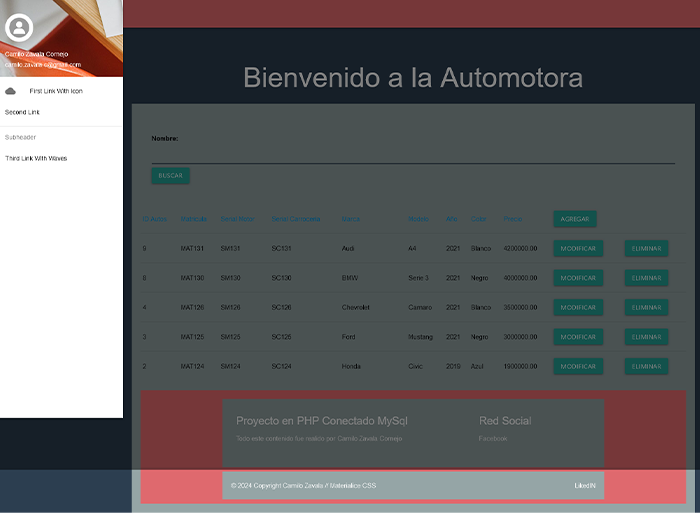 Camilo Zavala Cornejo
camilo.zavala.c@gmail.com
First Link With Icon
Second Link
Subheader
Third Link With Waves
Bienvenido a la Automotora
Nombre:
BUSCAR
ID Autos Matricula Serial Motor Serial Carroceria Marca Modelo Año Color Precio AGREGAR
9 MAT131 SM131 SC131 Audi A4 2021 Blanco 4200000.00 MODIFICAR ELIMINAR
8 MAT130 SM130 SC130 BMW Serie 3 2021 Negro 4000000.00 MODIFICAR ELIMINAR
4 MAT126 SM126 SC126 Chevrolet Camaro 2021 Blanco 3500000.00 MODIFICAR ELIMINAR
3 MAT125 SM125 SC125 Ford Mustang 2021 Negro 3000000.00 MODIFICAR ELIMINAR
2 MAT124 SM124 SC124 Honda Civic 2019 Azul 1900000.00 MODIFICAR ELIMINAR
Proyecto en PHP Conectado MySql Red Social
Todo este contenido fue realizo por Camilo Zavala Cornejo Facebook
© 2024 Copyright Camilo Zavala // Materialice CSS LikedIN